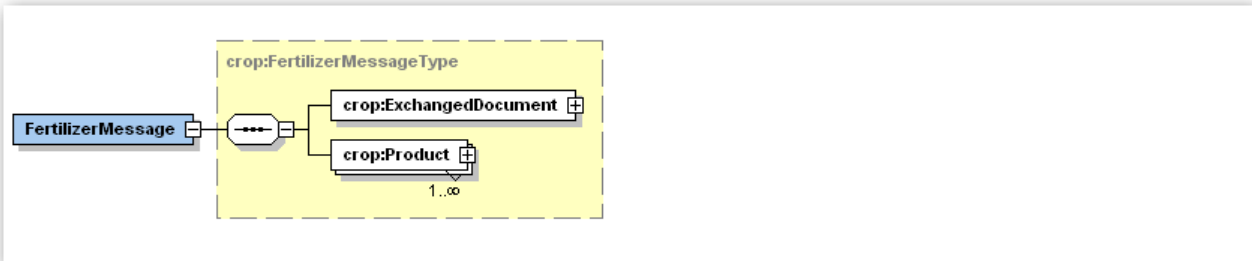 crop:FertilizerMessageType
crop:ExchangedDocument
FertilizerMessage
crop:Product
1..∞